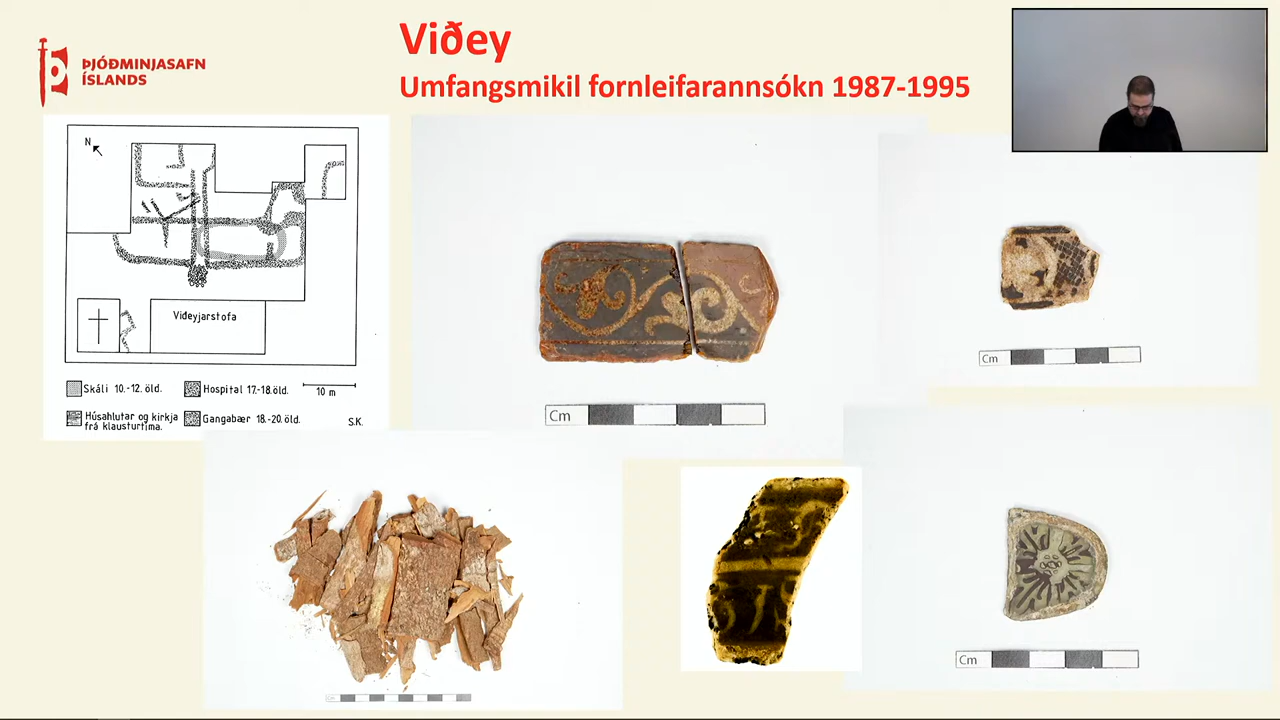 ÞJÓÐMINJASAFN
ÍSLANDS
Viðey
Umfangsmikil fornleifarannsókn 1987-1995
N
Viðeyjarstofa
Skáli 10.-12. öld.
Hospital 17.-18.öld.
10 m
Húsahlutar og kirkja
frá klausturtíma.
Gangabær 18.-20. öld.
S.K.
Cm
Cm
Cm
Cm